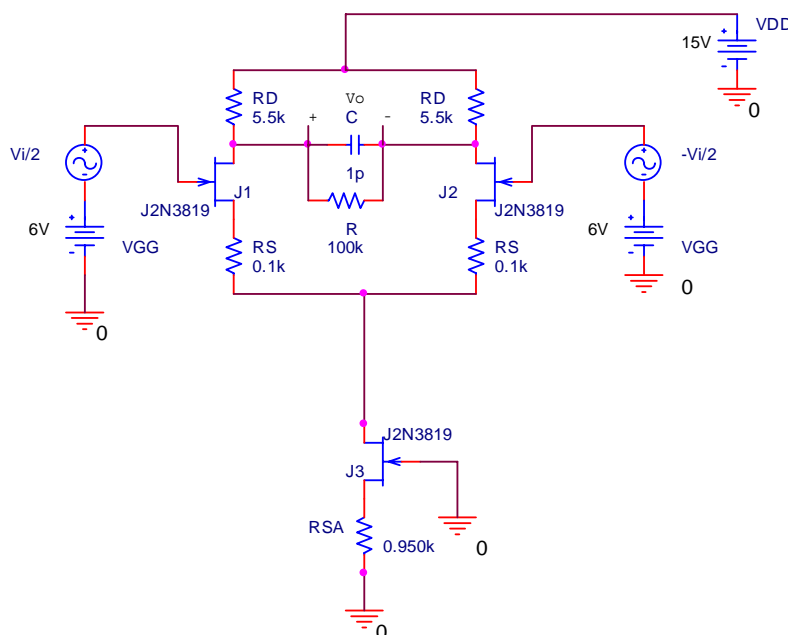 VDD
15V
0
RD
5.5k
Vo
C
+
-
1p
RD
5.5k
Vi/2
J1
J2N3819
J2
J2N3819
-Vi/2
6V
VGG
0
RS
0.1k
R
100k
RS
0.1k
6V
VGG
0
J2N3819
J3
0
RSA
0.950k
0